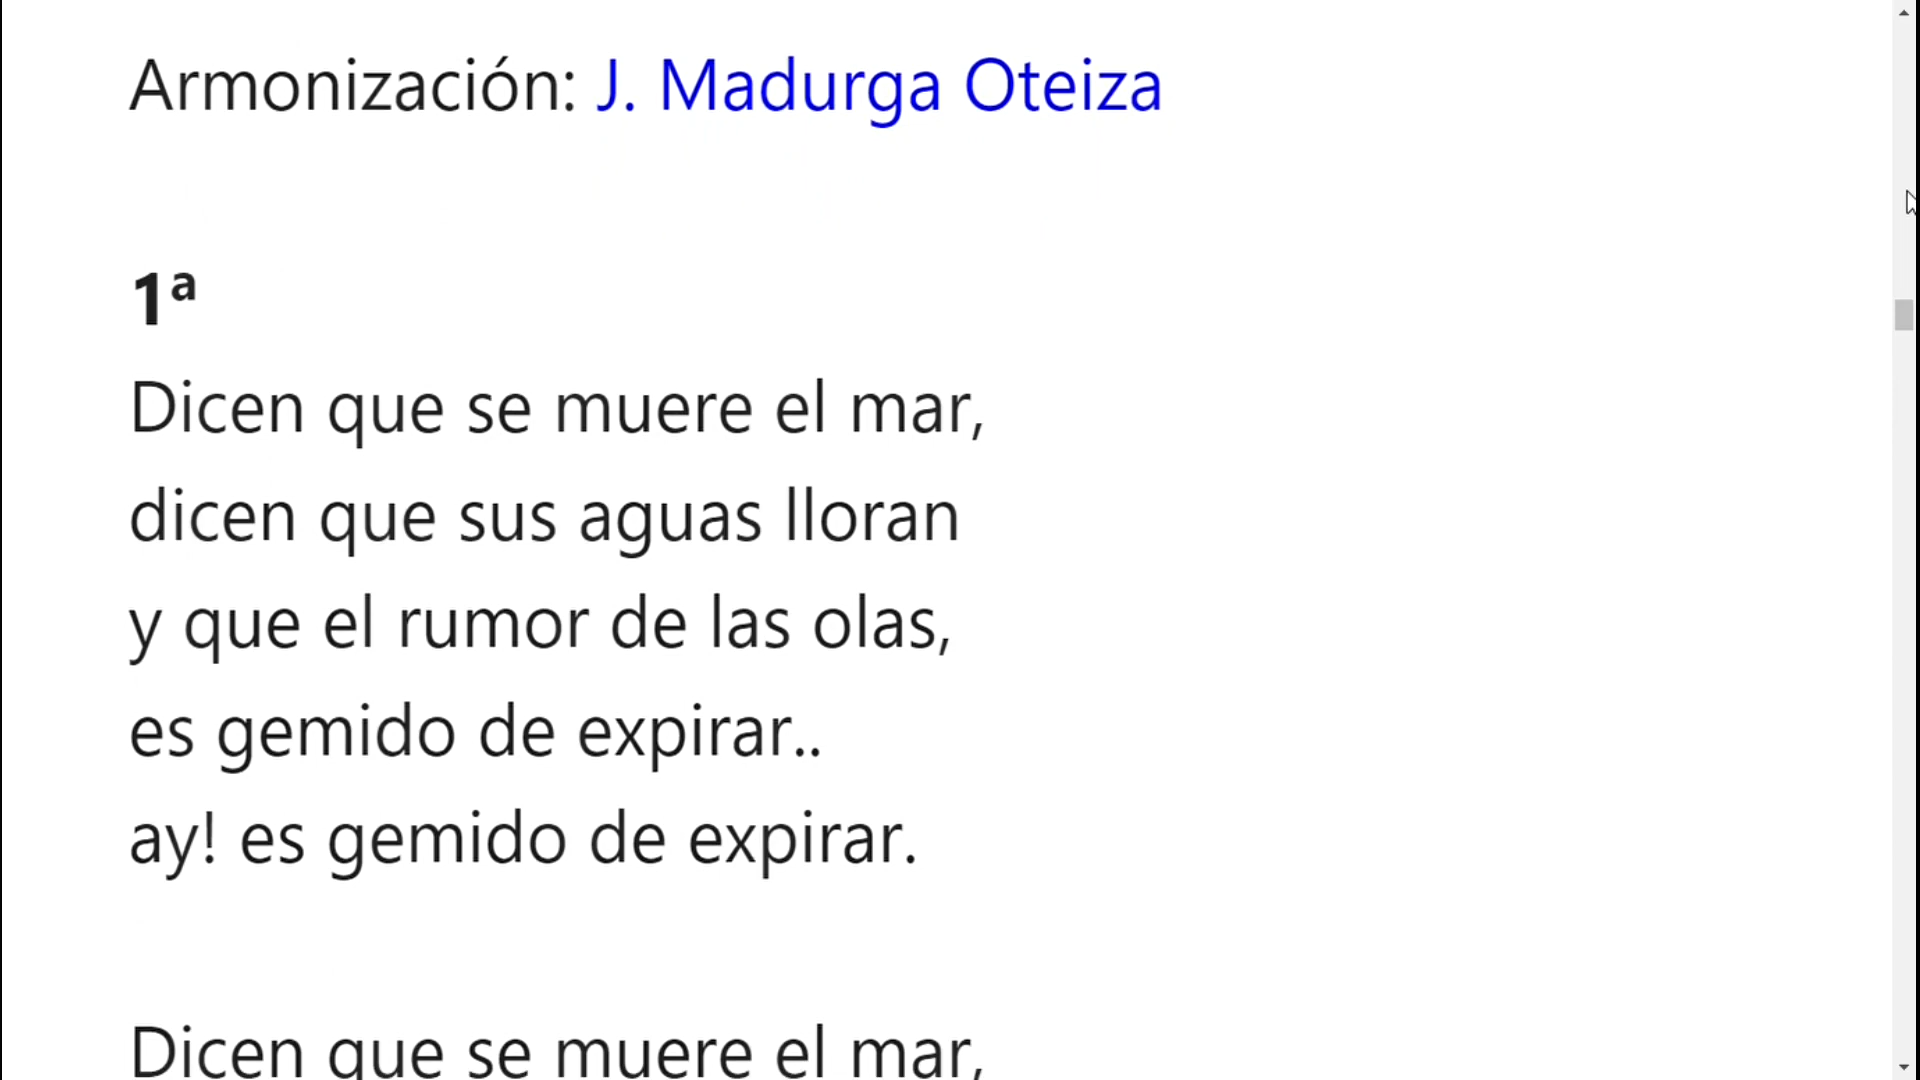 Armonización: J. Madurga Oteiza
1ª
Dicen que se muere el mar,
dicen que sus aguas lloran
y que el rumor de las olas,
es gemido de expirar..
ay! es gemido de expirar.
Dicen que se muere el mar,